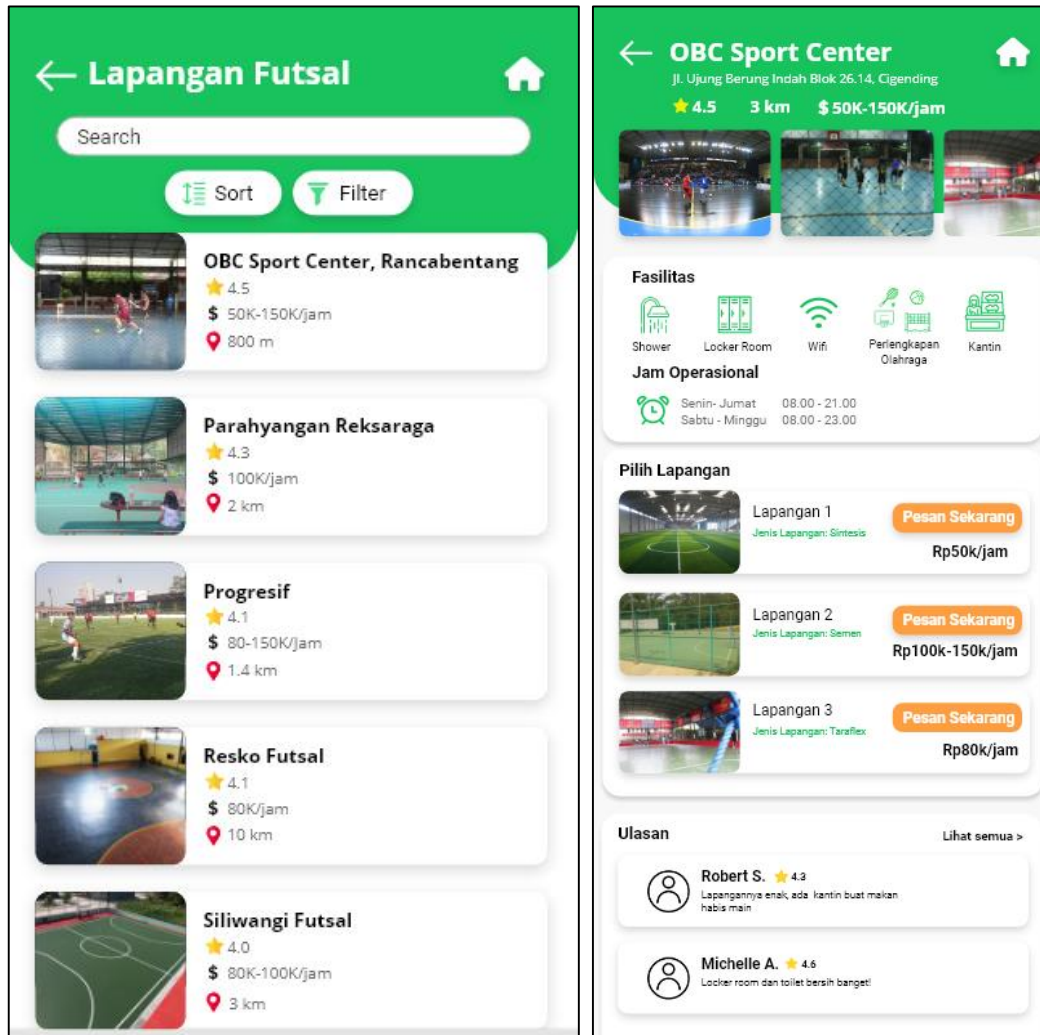 Lapangan Futsal
Search
Sort
Filter
OBC Sport Center, Rancabentang
4.5
$ 50K-150K/jam
800 m
Parahyangan Reksaraga
4.3
$ 100K/jam
2 km
Progresif
4.1
$ 80-150K/Jam
1.4 km
Resko Futsal
4.1
$ 80K/jam
10 km
Siliwangi Futsal
4.0
$ 80K-100K/jam
3 km
OBC Sport Center
Jl. Ujung Berung Indah Blok 26.14, Cigending
4.5 3 km $ 50K-150K/jam
Fasilitas
Shower
Locker Room
Wifi
Perlengkapan
Olahraga
Kantin
Jam Operasional
Senin- Jumat 08.00 - 21.00
Sabtu - Minggu 08.00 - 23.00
Pilih Lapangan
Lapangan 1
Jenis Lapangan: Sintesis
Pesan Sekarang
Rp50k/jam
Lapangan 2
Jenis Lapangan: Semen
Pesan Sekarang
Rp100k-150k/jam
Lapangan 3
Jenis Lapangan: Taraflex
Pesan Sekarang
Rp80k/jam
Ulasan
Lihat semua >
Robert S. 4.3
Lapangannya enak, ada kantin buat makan
habis main
Michelle A. 4.6
Locker room dan toilet bersih banget!